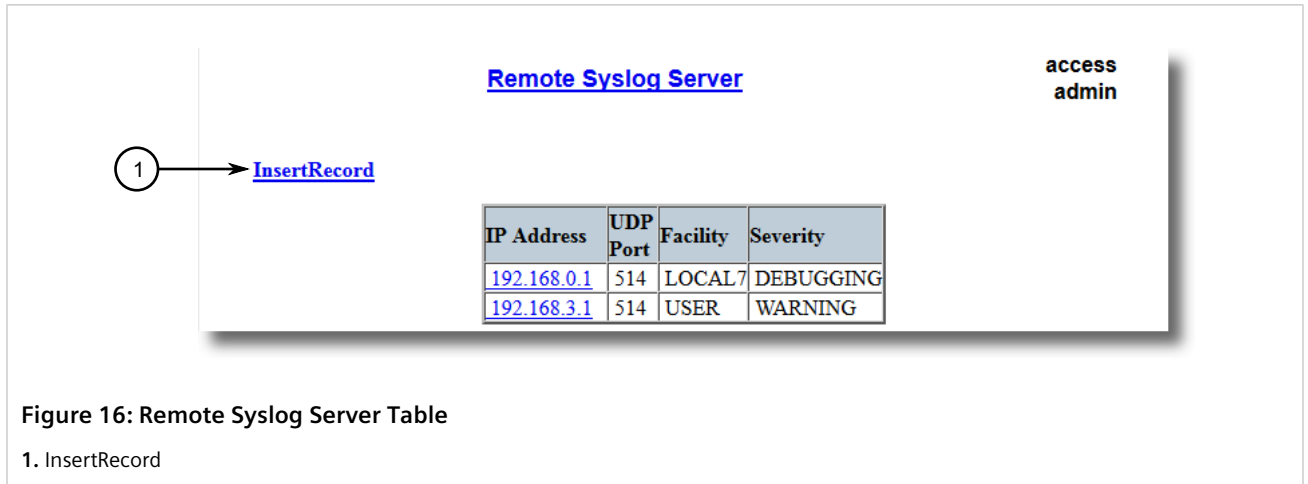 Remote Syslog Server
access
admin
1
InsertRecord
IP Address UDP Port Facility Severity
192.168.0.1 514 LOCAL7 DEBUGGING
192.168.3.1 514 USER WARNING
Figure 16: Remote Syslog Server Table
1. InsertRecord